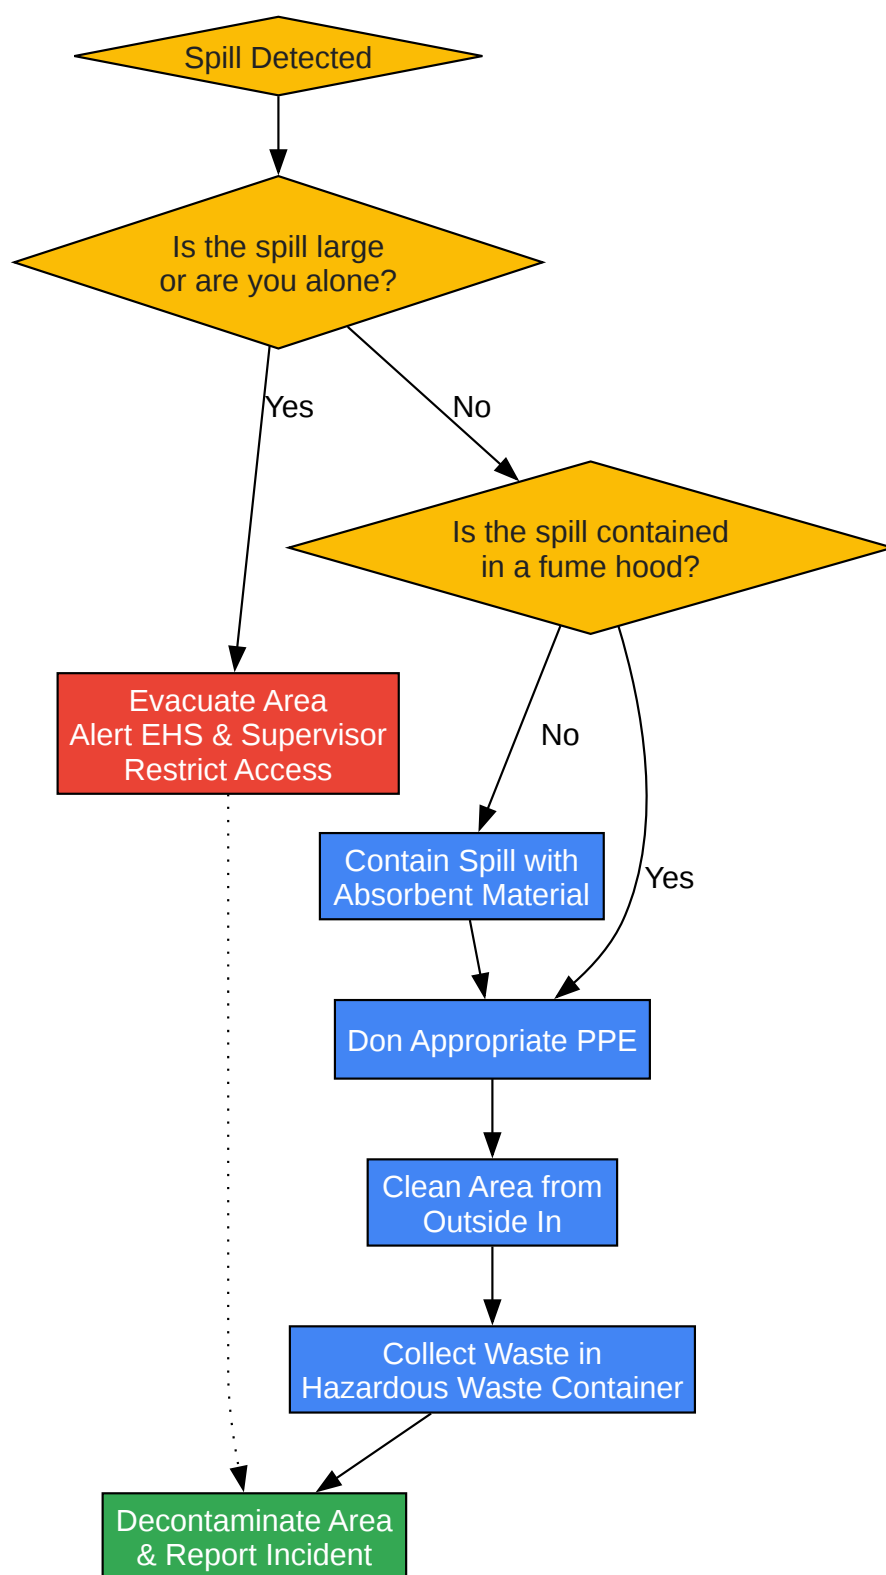 Spill Detected
Is the spill large
or are you alone?
Yes
No
Is the spill contained
in a fume hood?
Evacuate Area
Alert EHS & Supervisor
Restrict Access
No
Contain Spill with
Absorbent Material
Yes
Don Appropriate PPE
Clean Area from
Outside In
Collect Waste in
Hazardous Waste Container
Decontaminate Area
& Report Incident